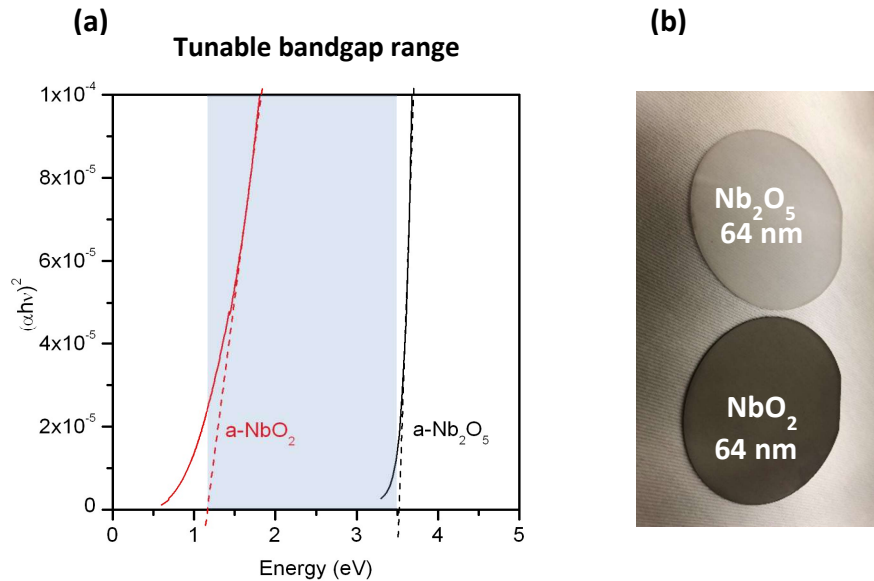 (a)
Tunable bandgap range
1x10⁻⁴
8x10⁻⁵
6x10⁻⁵
4x10⁻⁵
2x10⁻⁵
0
(αhν)²
a-NbO₂
a-Nb₂O₅
0 1 2 3 4 5
Energy (eV)
(b)
Nb₂O₅
64 nm
NbO₂
64 nm